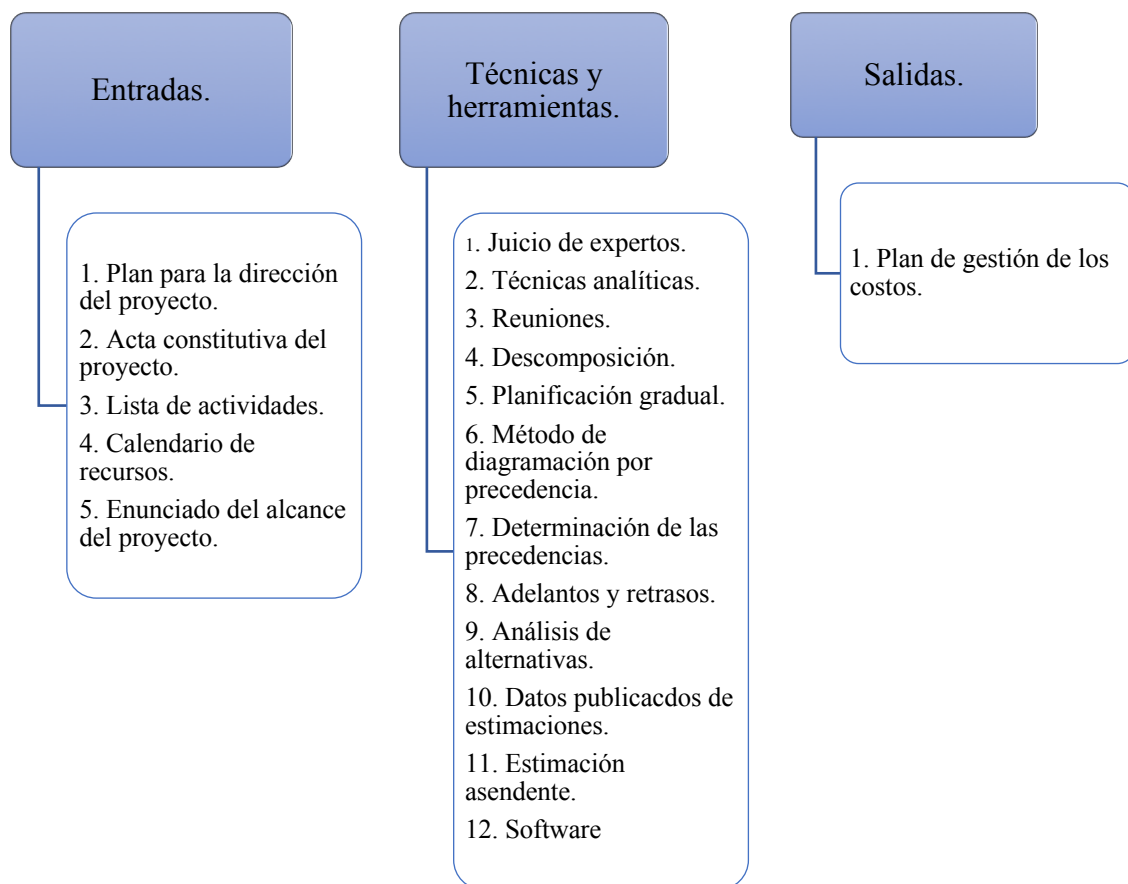 Entradas.
1. Plan para la dirección
del proyecto.
2. Acta constitutiva del
proyecto.
3. Lista de actividades.
4. Calendario de
recursos.
5. Enunciado del alcance
del proyecto.
Técnicas y
herramientas.
1. Juicio de expertos.
2. Técnicas analíticas.
3. Reuniones.
4. Descomposición.
5. Planificación gradual.
6. Método de
diagramación por
precedencia.
7. Determinación de las
precedencias.
8. Adelantos y retrasos.
9. Análisis de
alternativas.
10. Datos publicacdos de
estimaciones.
11. Estimación
asendente.
12. Software
Salidas.
1. Plan de gestión de los
costos.